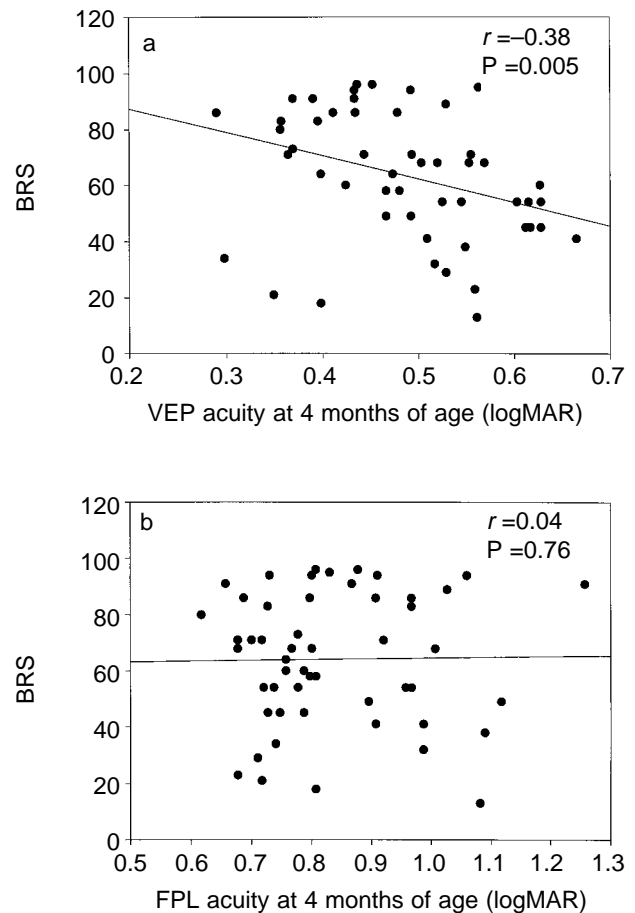 a
r =–0.38
P =0.005
BRS
120
100
80
60
40
20
0
0.2 0.3 0.4 0.5 0.6 0.7
VEP acuity at 4 months of age (logMAR)
b
r =0.04
P =0.76
BRS
120
100
80
60
40
20
0
0.5 0.6 0.7 0.8 0.9 1.0 1.1 1.2 1.3
FPL acuity at 4 months of age (logMAR)